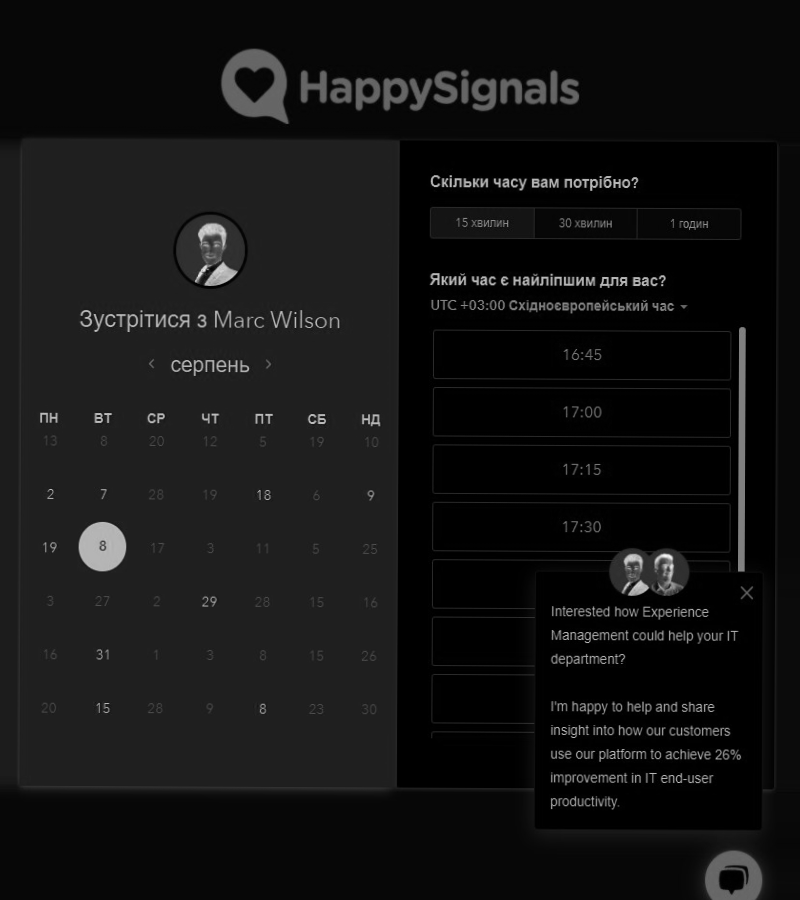 HappySignals
Зустрітися з Marc Wilson
серпень
ПН ВТ СР ЧТ ПТ СБ НД
13 8 20 12 5 19 10
2 7 28 19 18 6 9
19 8 17 3 11 5 25
3 27 2 29 28 15 16
16 31 1 3 8 15 26
20 15 28 9 8 23 30
Скільки часу вам потрібно?
15 хвилин 30 хвилин 1 годин
Який час є найліпшим для вас?
UTC +03:00 Східноєвропейський час
16:45
17:00
17:15
17:30
Interested how Experience
Management could help your IT
department?
I'm happy to help and share
insight into how our customers
use our platform to achieve 26%
improvement in IT end-user
productivity.